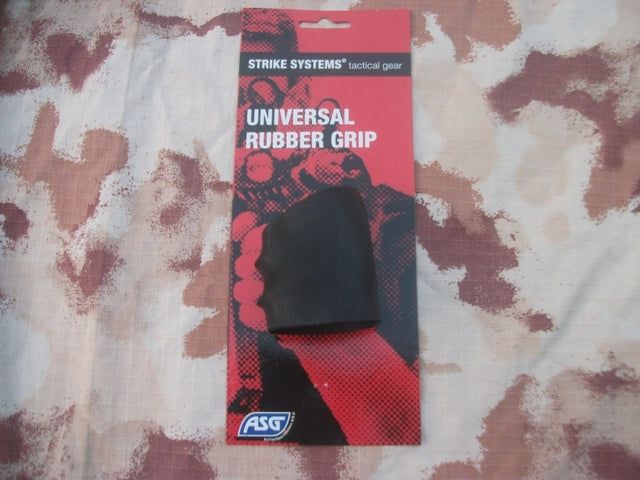 STRIKE SYSTEMS® tactical gear
UNIVERSAL
RUBBER GRIP
ASG